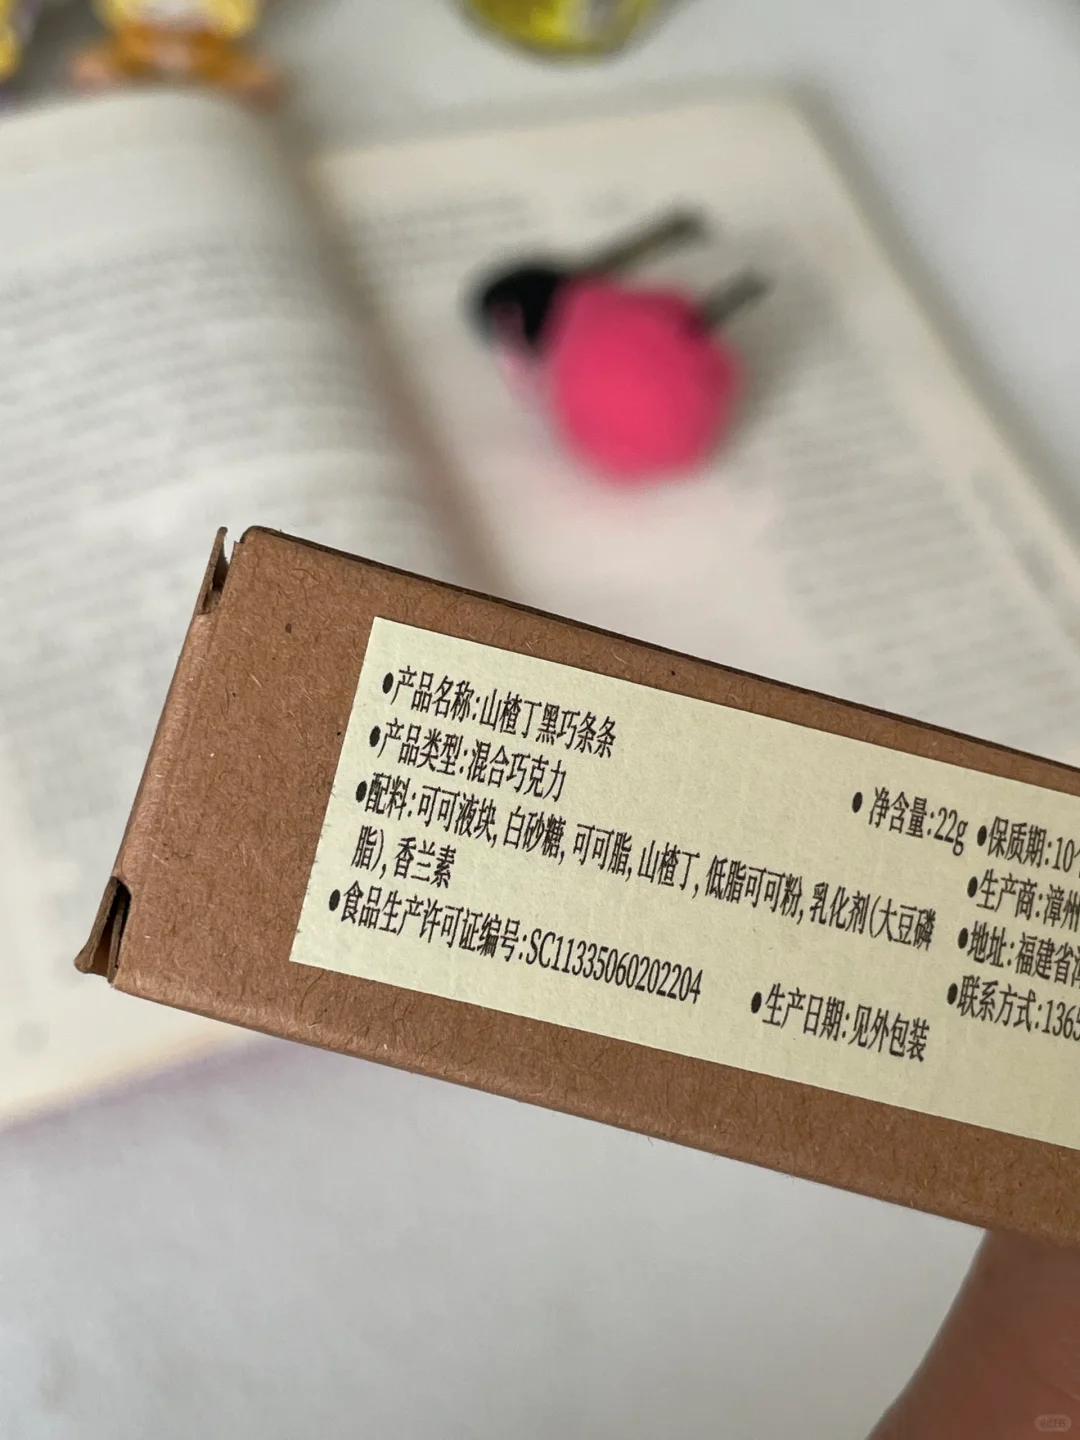 ●产品名称:山楂丁黑巧条条
●产品类型:混合巧克力
●配料:可可液块, 白砂糖, 可可脂, 山楂丁, 低脂可可粉, 乳化剂(大豆磷
脂), 香兰素
●食品生产许可证编号:SC11335060202204
● 净含量:22g
●生产日期:见外包装
●保质期:10
●生产商:漳州
●地址:福建省
●联系方式:136